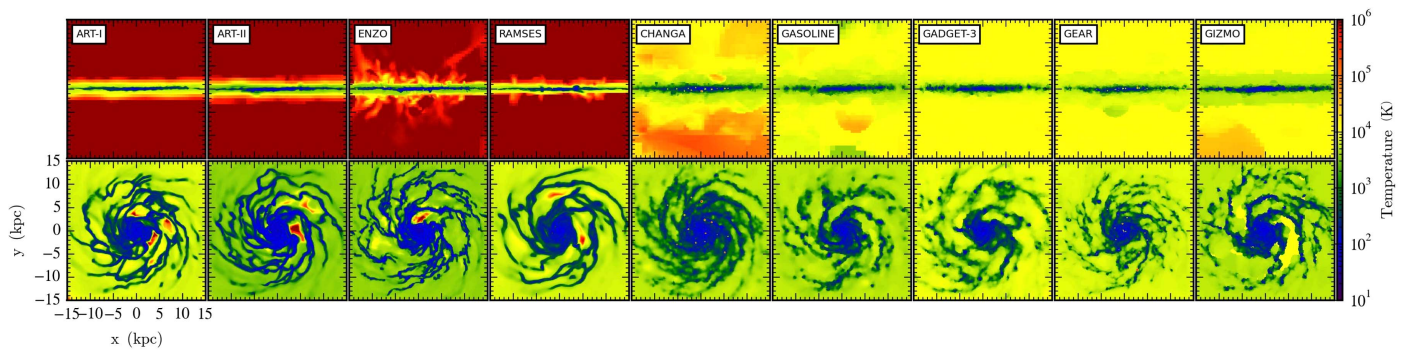 ART-I ART-II ENZO RAMSES CHANGA GASOLINE GADGET-3 GEAR GIZMO
10^6
10^5
10^4
10^3
10^2
10^1
Temperature (K)
15
10
5
0
−5
−10
−15
y (kpc)
−15 −10 −5 0 5 10 15
x (kpc)